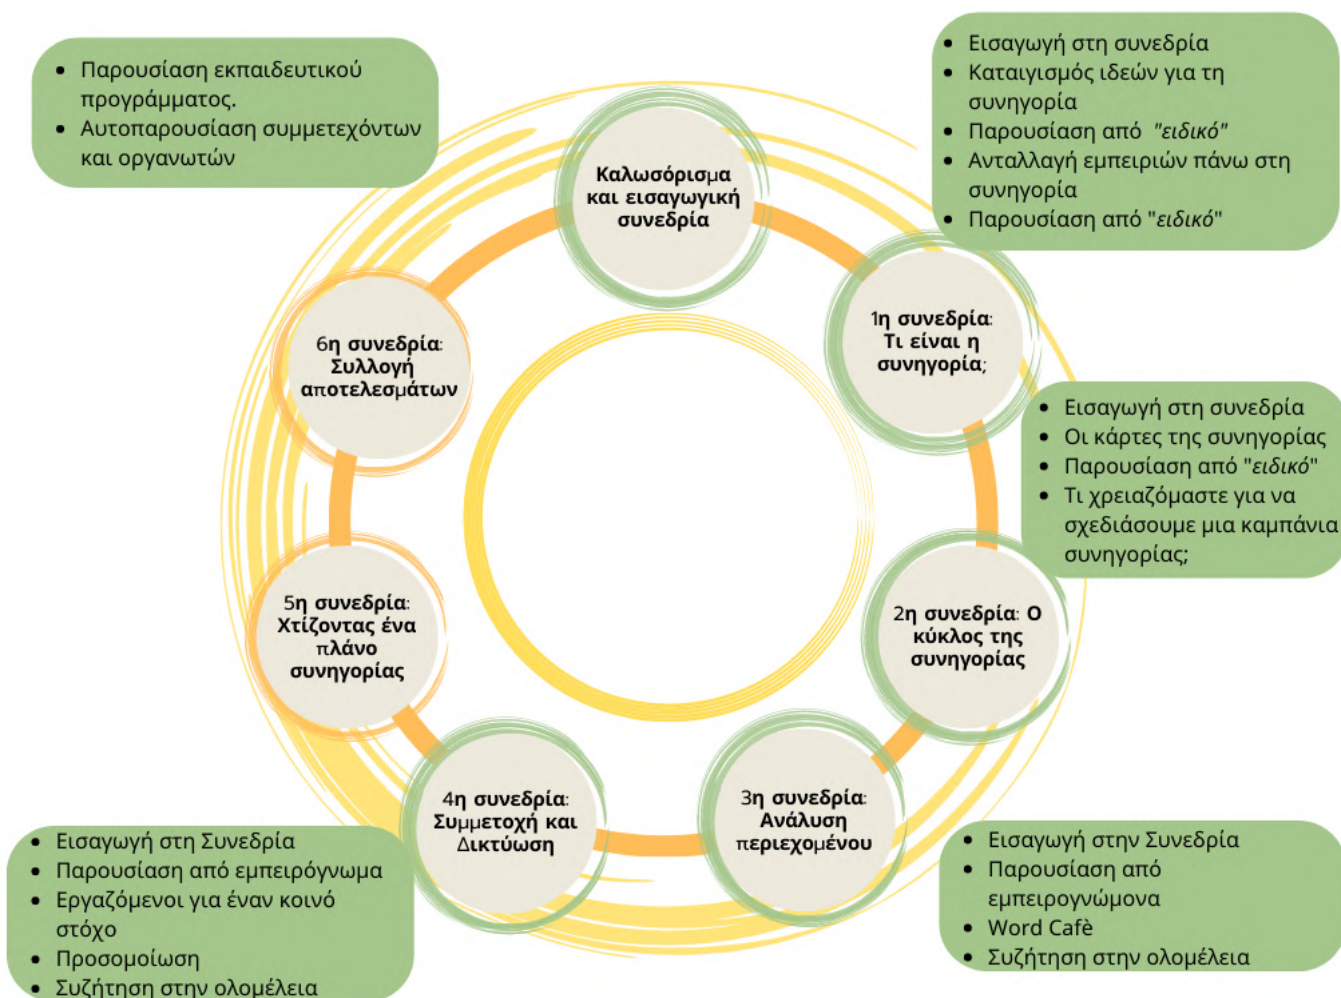 • Παρουσίαση εκπαιδευτικού
προγράμματος.
• Αυτοπαρουσίαση συμμετεχόντων
και οργανωτών
Καλωσόρισμα
και εισαγωγική
συνεδρία
• Εισαγωγή στη συνεδρία
• Καταιγισμός ιδεών για τη
συνηγορία
• Παρουσίαση από "ειδικό"
• Ανταλλαγή εμπειριών πάνω στη
συνηγορία
• Παρουσίαση από "ειδικό"
1η συνεδρία:
Τι είναι η
συνηγορία;
• Εισαγωγή στη συνεδρία
• Οι κάρτες της συνηγορίας
• Παρουσίαση από "ειδικό"
• Τι χρειαζόμαστε για να
σχεδιάσουμε μια καμπάνια
συνηγορίας;
2η συνεδρία: Ο
κύκλος της
συνηγορίας
3η συνεδρία:
Ανάλυση
περιεχομένου
• Εισαγωγή στην Συνεδρία
• Παρουσίαση από
εμπειρογνώμονα
• Word Cafè
• Συζήτηση στην ολομέλεια
4η συνεδρία:
Συμμετοχή και
Δικτύωση
• Εισαγωγή στη Συνεδρία
• Παρουσίαση από εμπειρόγνωμα
• Εργαζόμενοι για έναν κοινό
στόχο
• Προσομοίωση
• Συζήτηση στην ολομέλεια
5η συνεδρία:
Χτίζοντας ένα
πλάνο
συνηγορίας
6η συνεδρία:
Συλλογή
αποτελεσμάτων